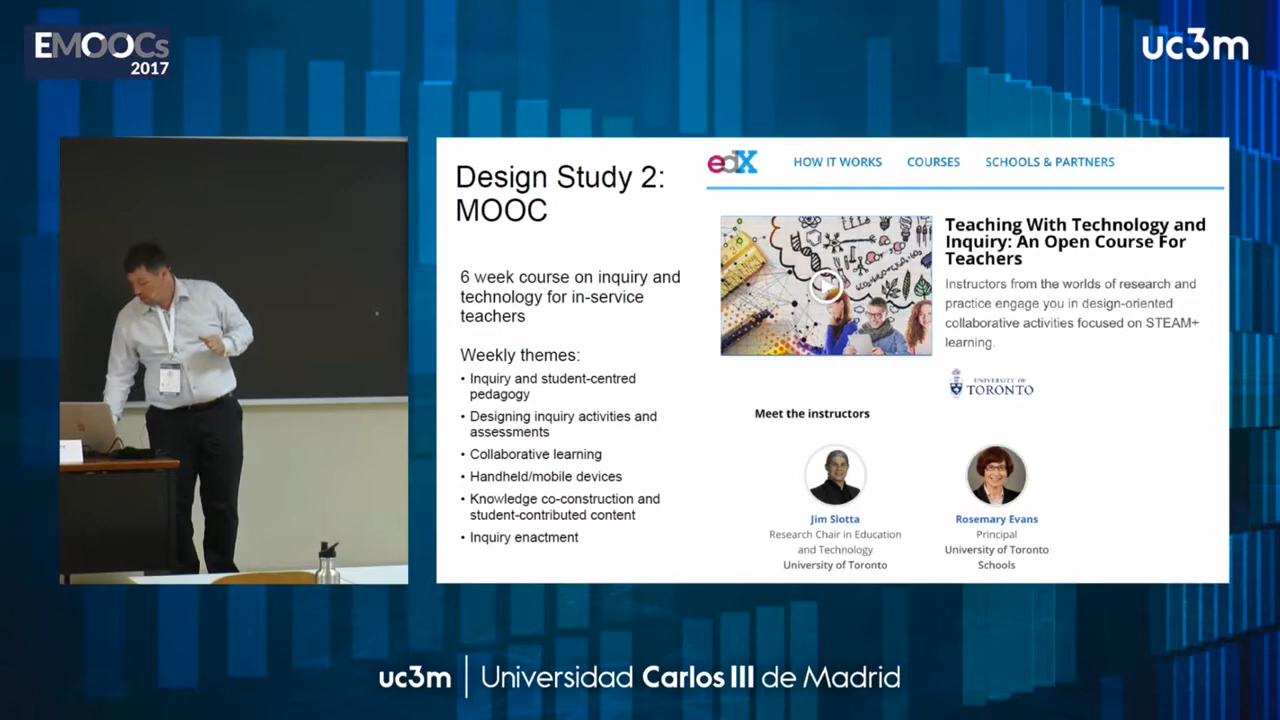 EMOOCs
2017
uc3m
Design Study 2:
MOOC
6 week course on inquiry and
technology for in-service
teachers
Weekly themes:
• Inquiry and student-centred
pedagogy
• Designing inquiry activities and
assessments
• Collaborative learning
• Handheld/mobile devices
• Knowledge co-construction and
student-contributed content
• Inquiry enactment
edX
HOW IT WORKS
COURSES
SCHOOLS & PARTNERS
Teaching With Technology and
Inquiry: An Open Course For
Teachers
Instructors from the worlds of research and
practice engage you in design-oriented
collaborative activities focused on STEAM+
learning.
UNIVERSITY OF
TORONTO
Meet the instructors
Jim Slotta
Research Chair in Education
and Technology
University of Toronto
Rosemary Evans
Principal
University of Toronto
Schools
uc3m | Universidad Carlos III de Madrid